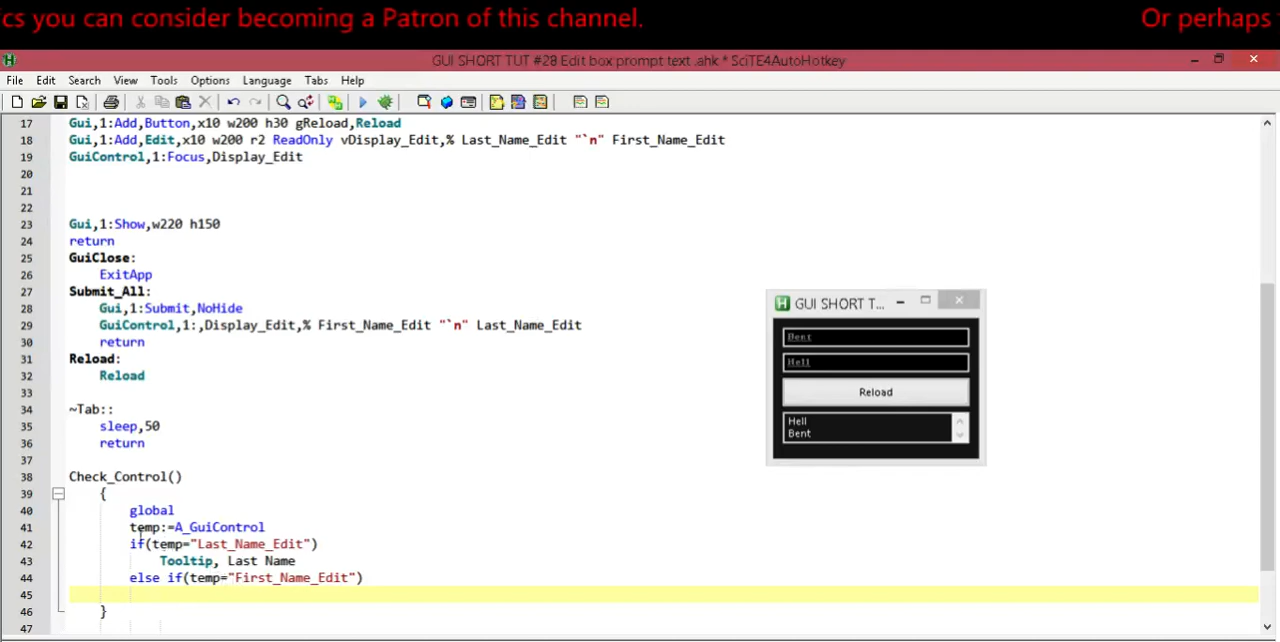 cs you can consider becoming a Patron of this channel. Or perhaps
GUI SHORT TUT #28 Edit box prompt text .ahk * SciTE4AutoHotkey
File Edit Search View Tools Options Language Tabs Help
17 Gui,1:Add,Button,x10 w200 h30 gReload,Reload
18 Gui,1:Add,Edit,x10 w200 r2 ReadOnly vDisplay_Edit,% Last_Name_Edit "`n" First_Name_Edit
19 GuiControl,1:Focus,Display_Edit
20
21
22
23 Gui,1:Show,w220 h150
24 return
25 GuiClose:
26 ExitApp
27 Submit_All:
28 Gui,1:Submit,NoHide
29 GuiControl,1:,Display_Edit,% First_Name_Edit "`n" Last_Name_Edit
30 return
31 Reload:
32 Reload
33
34 ~Tab::
35 sleep,50
36 return
37
38 Check_Control()
39 {
40 global
41 temp:=A_GuiControl
42 if(temp="Last_Name_Edit")
43 Tooltip, Last Name
44 else if(temp="First_Name_Edit")
45
46 }
47
GUI SHORT T...
Bent
Hell
Reload
Hell
Bent